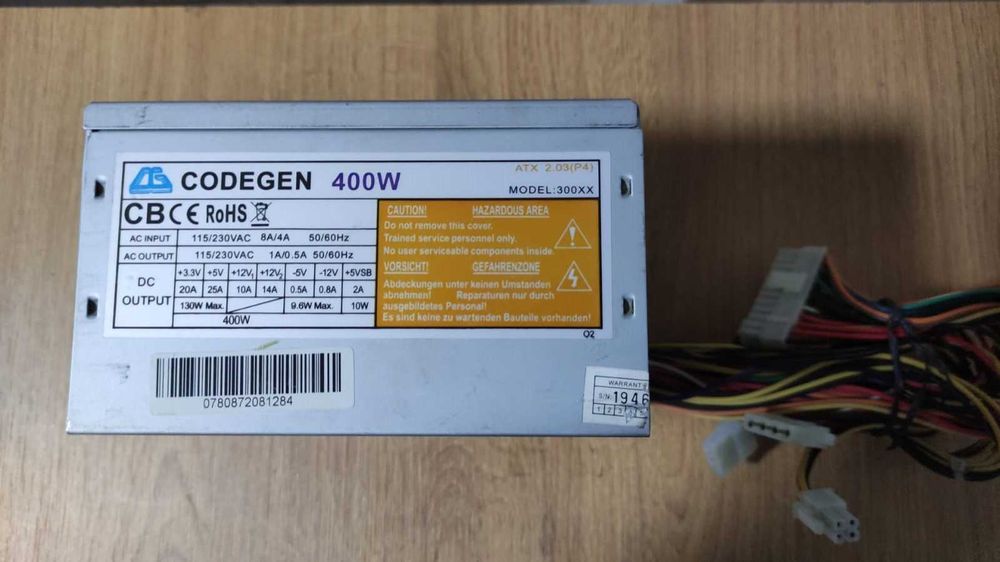 CODEGEN 400W
ATX 2.03(P4)
MODEL:300XX
CB CE RoHS
AC INPUT 115/230VAC 8A/4A 50/60Hz
AC OUTPUT 115/230VAC 1A/0.5A 50/60Hz
DC OUTPUT
+3.3V +5V +12V1 +12V2 -5V -12V +5VSB
20A 25A 10A 14A 0.5A 0.8A 2A
130W Max. 9.6W Max. 10W
400W
CAUTION! HAZARDOUS AREA
Do not remove this cover.
Trained service personnel only.
No user serviceable components inside.
VORSICHT! GEFAHRENZONE
Abdeckungen unter keinen Umstanden
abnehmen! Reparaturen nur durch
ausgebildetes Personal!
Es sind keine zu wartenden Bauteile vorhanden!
0780872081284
S/N: 1946
1 2 3